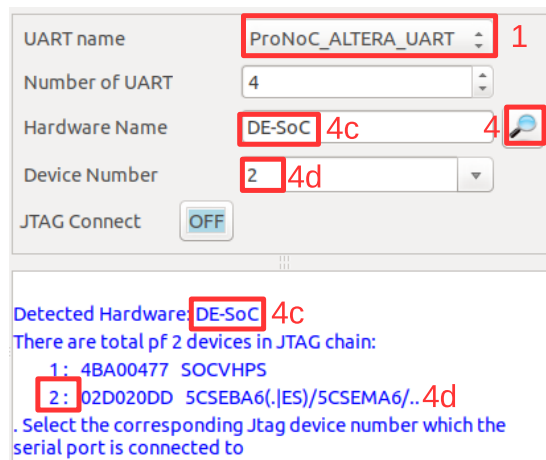 UART name ProNoC_ALTERA_UART 1
Number of UART 4
Hardware Name DE-SoC 4c 4
Device Number 2 4d
JTAG Connect OFF
Detected Hardware: DE-SoC 4c
There are total pf 2 devices in JTAG chain:
1: 4BA00477 SOCVHPS
2: 02D020DD 5CSEBA6(.|ES)/5CSEMA6/.. 4d
. Select the corresponding Jtag device number which the
serial port is connected to